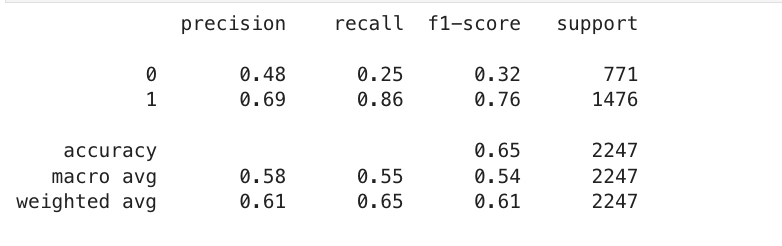 precision recall f1-score support
0 0.48 0.25 0.32 771
1 0.69 0.86 0.76 1476
accuracy 0.65 2247
macro avg 0.58 0.55 0.54 2247
weighted avg 0.61 0.65 0.61 2247